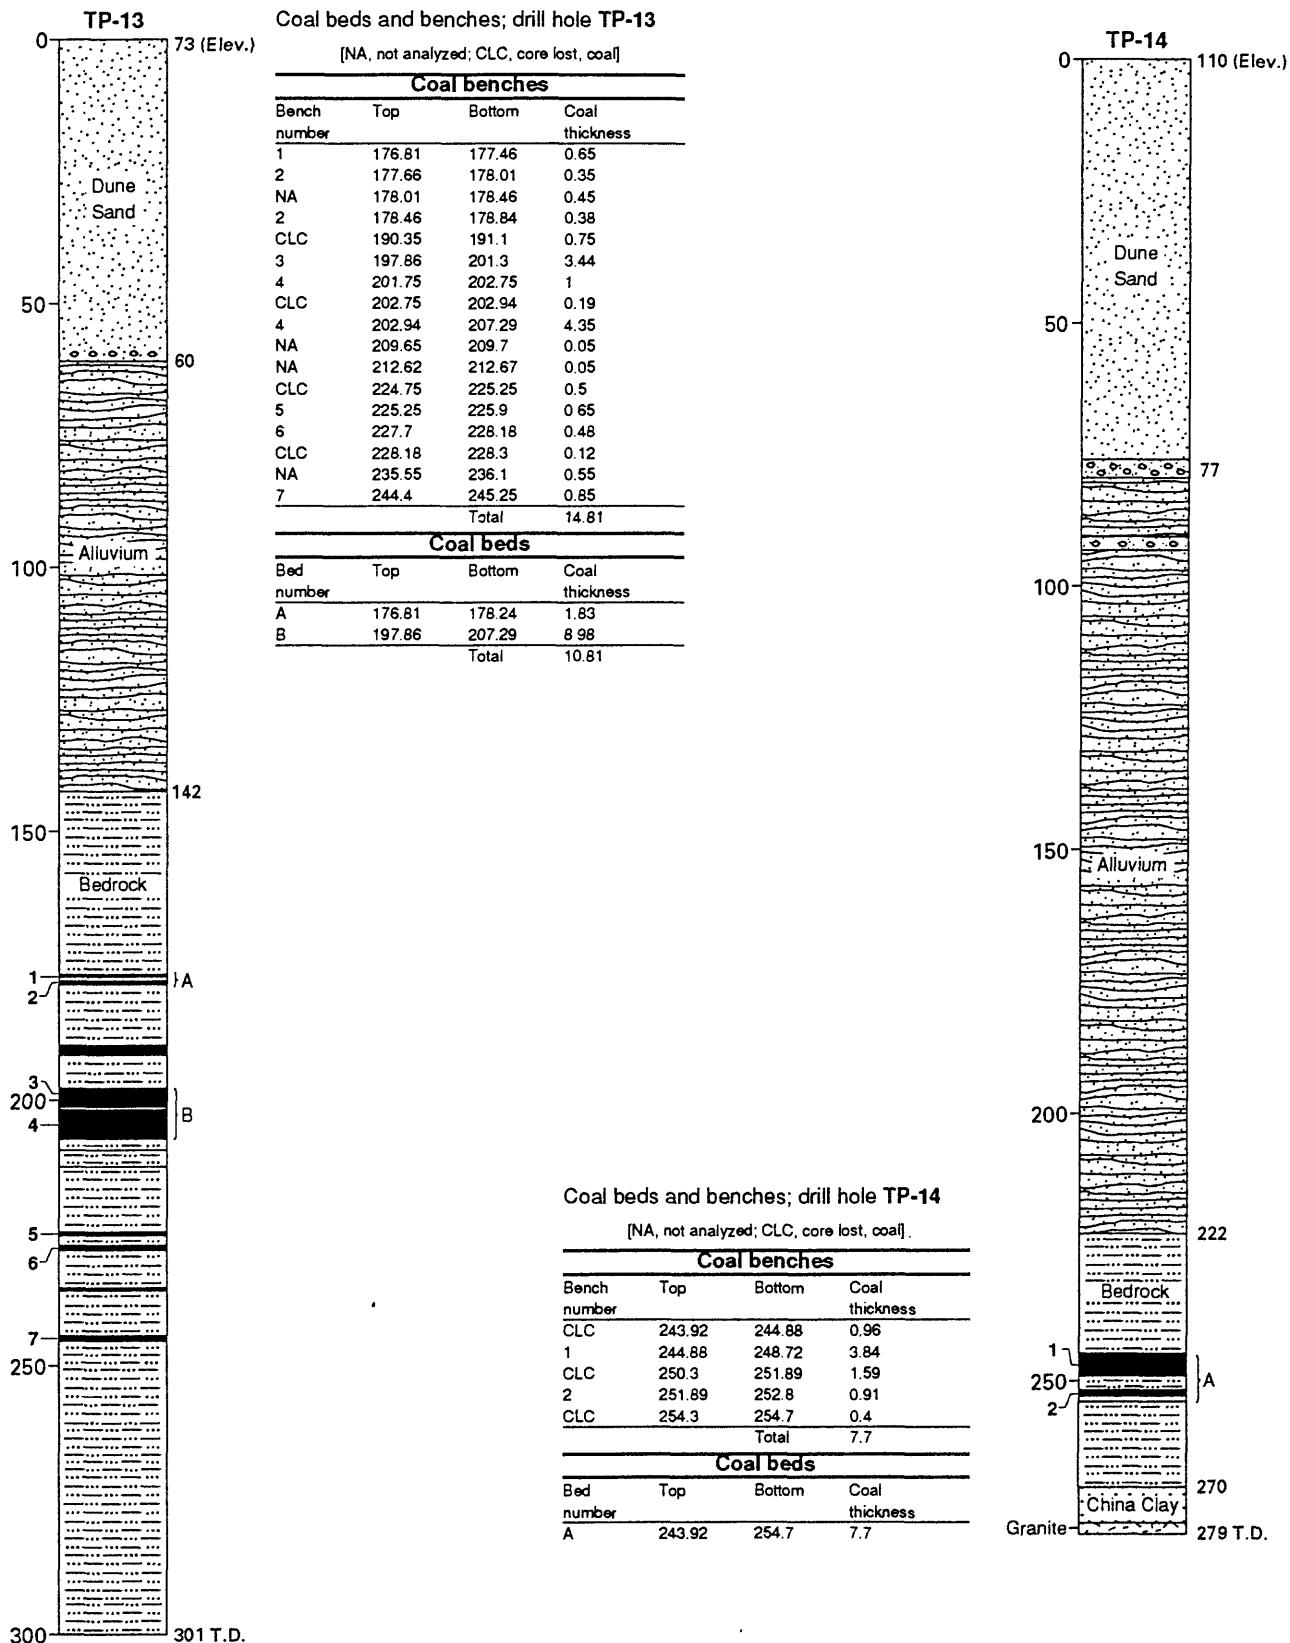 TP-13
0
73 (Elev.)
Dune
Sand
50
60
Alluvium
100
142
150
Bedrock
1
A
2
3
200
B
4
5
6
7
250
300
301 T.D.
Coal beds and benches; drill hole TP-13
[NA, not analyzed; CLC, core lost, coal]
Coal benches
Bench Top Bottom Coal
number thickness
1 176.81 177.46 0.65
2 177.66 178.01 0.35
NA 178.01 178.46 0.45
2 178.46 178.84 0.38
CLC 190.35 191.1 0.75
3 197.86 201.3 3.44
4 201.75 202.75 1
CLC 202.75 202.94 0.19
4 202.94 207.29 4.35
NA 209.65 209.7 0.05
NA 212.62 212.67 0.05
CLC 224.75 225.25 0.5
5 225.25 225.9 0 65
6 227.7 228.18 0.48
CLC 228.18 228.3 0.12
NA 235.55 236.1 0.55
7 244.4 245.25 0.85
Total 14.81
Coal beds
Bed Top Bottom Coal
number thickness
A 176.81 178.24 1.83
B 197.86 207.29 8 98
Total 10.81
Coal beds and benches; drill hole TP-14
[NA, not analyzed; CLC, core lost, coal] .
Coal benches
Bench Top Bottom Coal
number thickness
CLC 243.92 244.88 0.96
1 244.88 248.72 3.84
CLC 250.3 251.89 1.59
2 251.89 252.8 0.91
CLC 254.3 254.7 0.4
Total 7.7
Coal beds
Bed Top Bottom Coal
number thickness
A 243.92 254.7 7.7
TP-14
0
110 (Elev.)
Dune
Sand
50
77
100
150
Alluvium
200
222
Bedrock
1
250
A
2
270
China Clay
Granite
279 T.D.